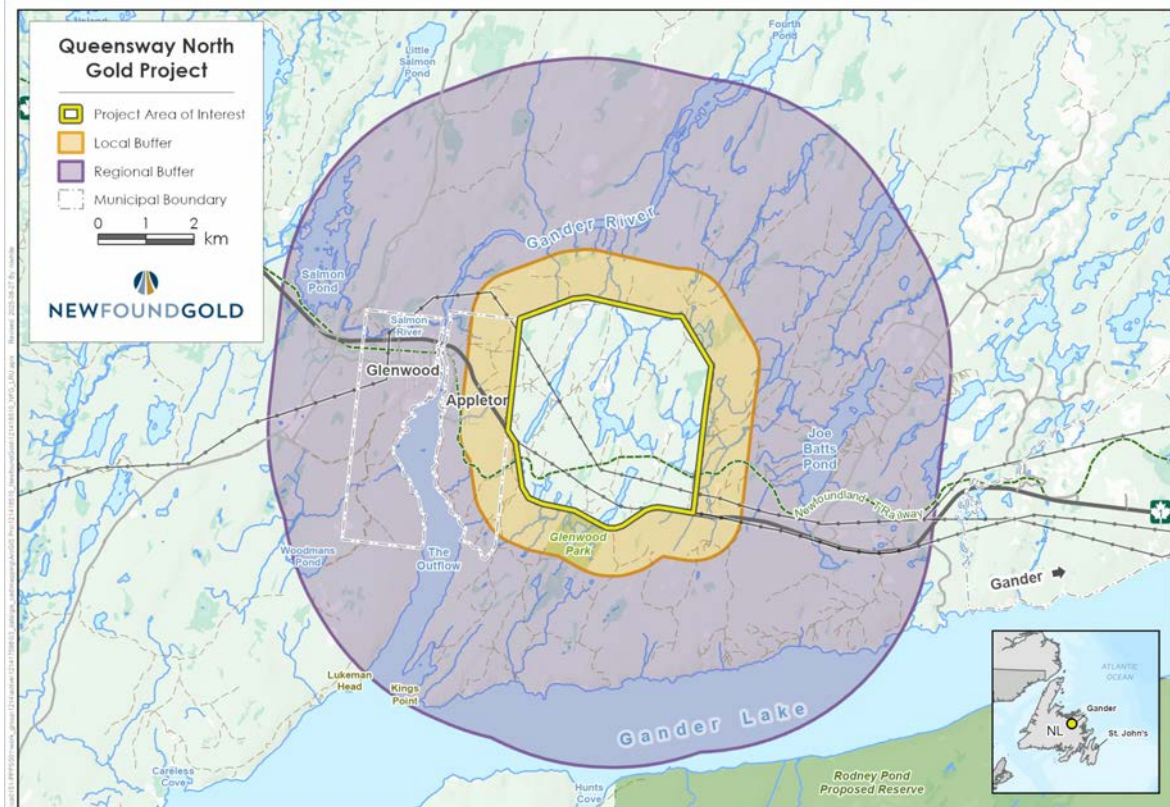 Queensway North
Gold Project
Project Area of Interest
Local Buffer
Regional Buffer
Municipal Boundary
0 1 2
km
NEWFOUNDGOLD
Little
Salmon
Pond
Fourth
Pond
Gander River
Salmon
Pond
Salmon
River
Glenwood
Appleton
Joe
Batts
Pond
Newfoundland T'Railway
Glenwood
Park
Woodmans
Pond
The
Outflow
Gander
Lukeman
Head
Kings
Point
Gander Lake
Careless
Cove
Hunts
Cove
Rodney Pond
Proposed Reserve
ATLANTIC
OCEAN
Gander
NL
St. John's